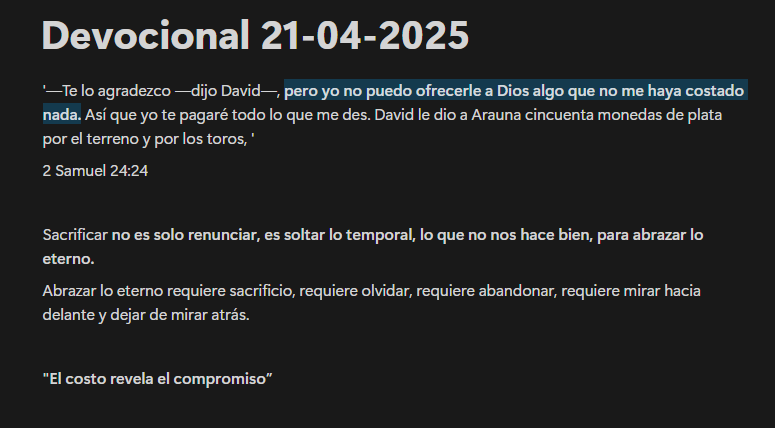 Devocional 21-04-2025
'—Te lo agradezco —dijo David—, pero yo no puedo ofrecerle a Dios algo que no me haya costado
nada. Así que yo te pagaré todo lo que me des. David le dio a Arauna cincuenta monedas de plata
por el terreno y por los toros, '
2 Samuel 24:24
Sacrificar no es solo renunciar, es soltar lo temporal, lo que no nos hace bien, para abrazar lo
eterno.
Abrazar lo eterno requiere sacrificio, requiere olvidar, requiere abandonar, requiere mirar hacia
delante y dejar de mirar atrás.
"El costo revela el compromiso”